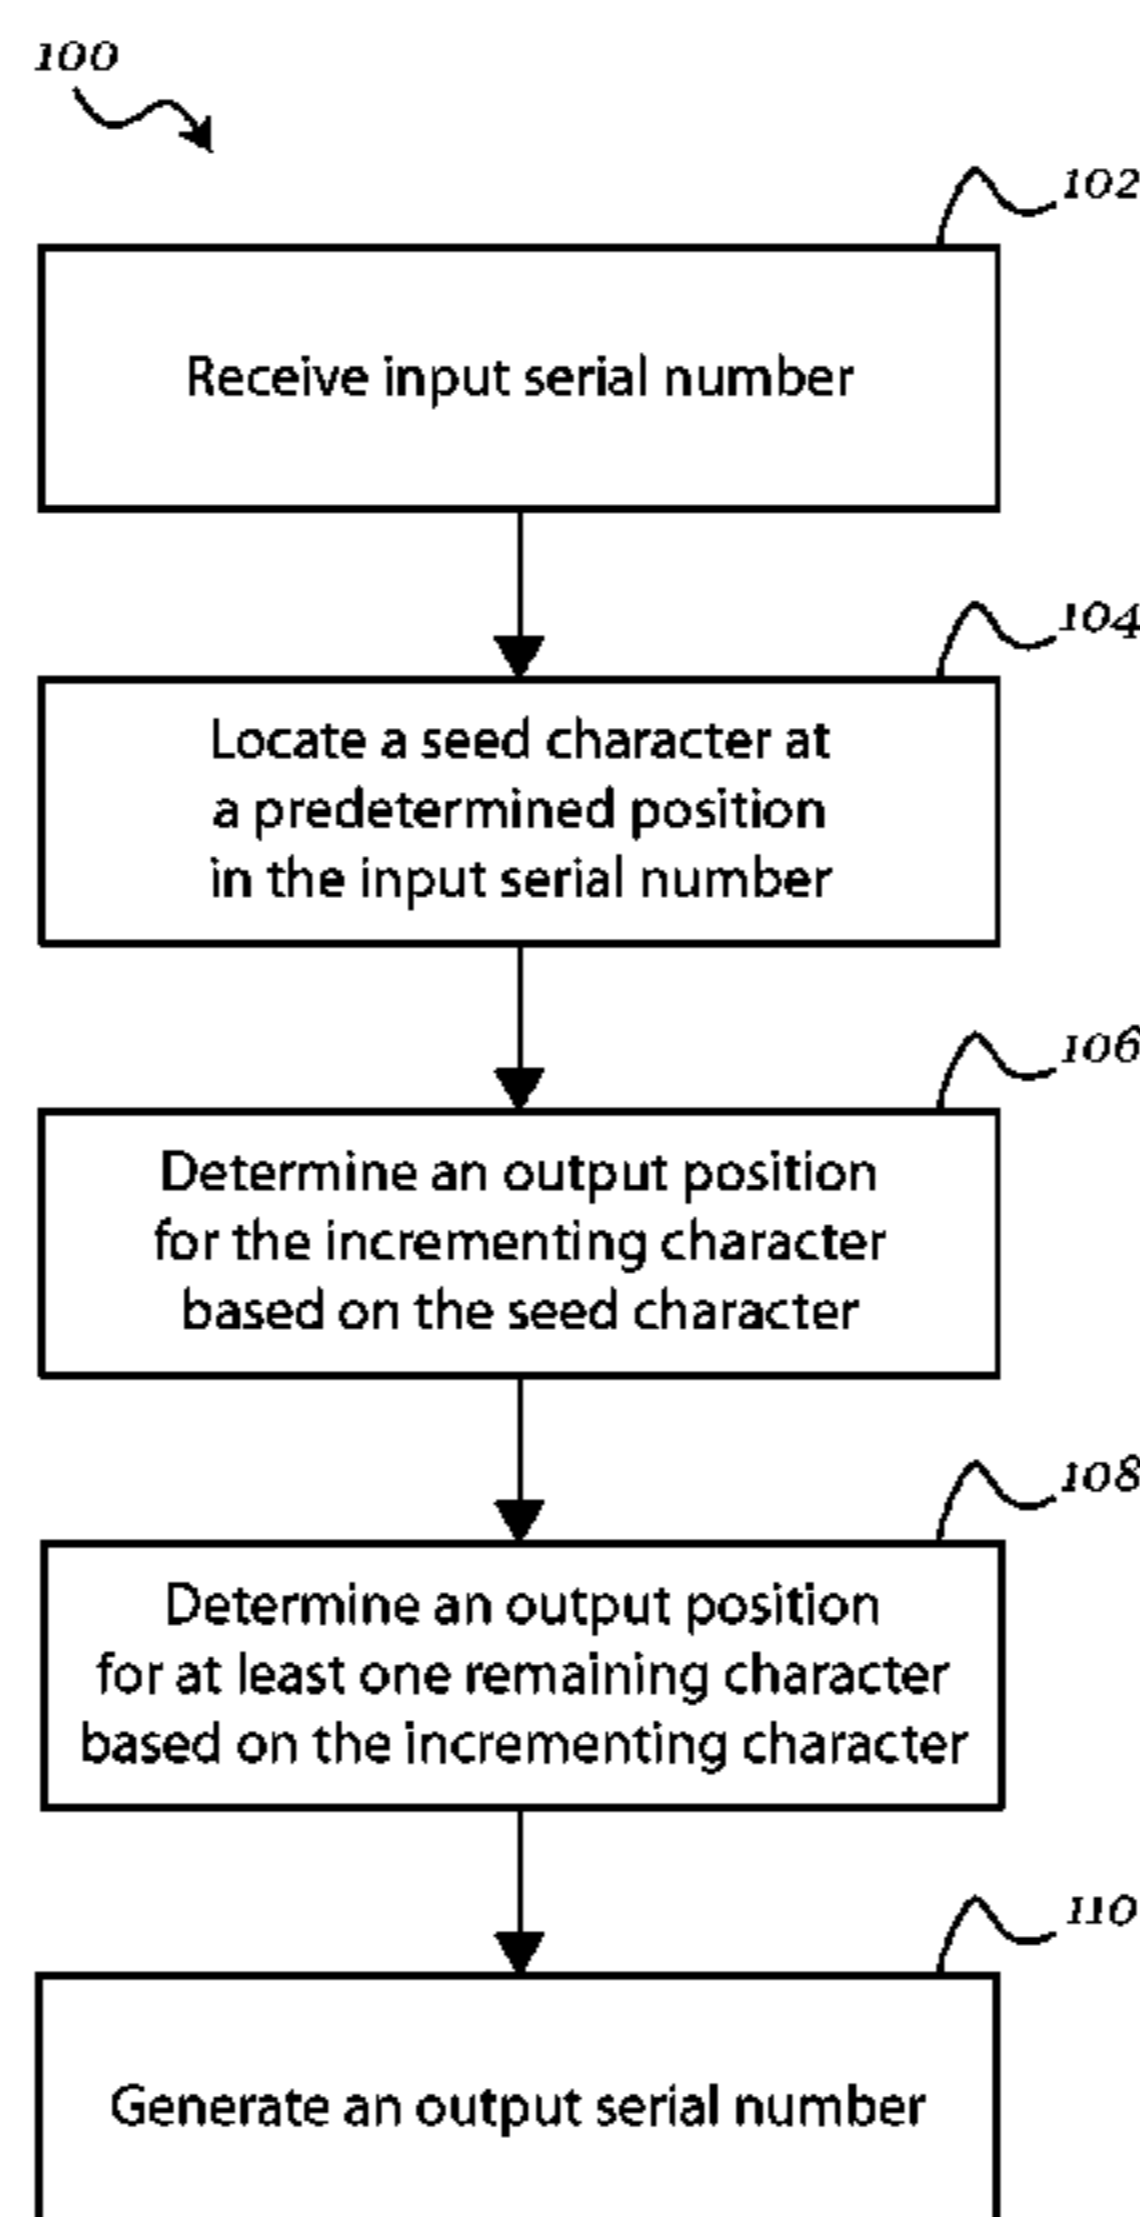 100
102
Receive input serial number
104
Locate a seed character at
a predetermined position
in the input serial number
106
Determine an output position
for the incrementing character
based on the seed character
108
Determine an output position
for at least one remaining character
based on the incrementing character
110
Generate an output serial number